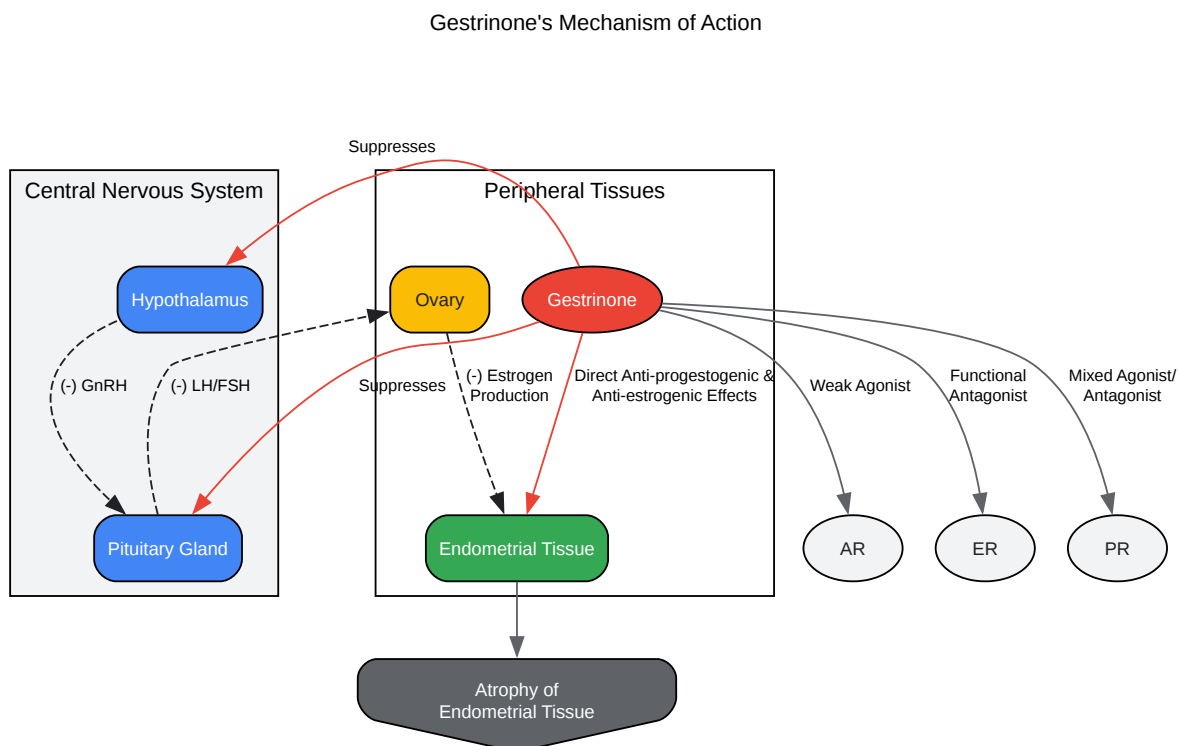 Gestrinone's Mechanism of Action
Suppresses
Central Nervous System
Peripheral Tissues
Hypothalamus
Ovary
Gestrinone
(-) GnRH
(-) LH/FSH
Suppresses
(-) Estrogen
Production
Direct Anti-progestogenic &
Anti-estrogenic Effects
Weak Agonist
Functional
Antagonist
Mixed Agonist/
Antagonist
Pituitary Gland
Endometrial Tissue
AR
ER
PR
Atrophy of
Endometrial Tissue